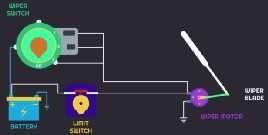 WIPER
SWITCH
WIPER
BLADE
WIPER MOTOR
BATTERY
LIMIT
SWITCH